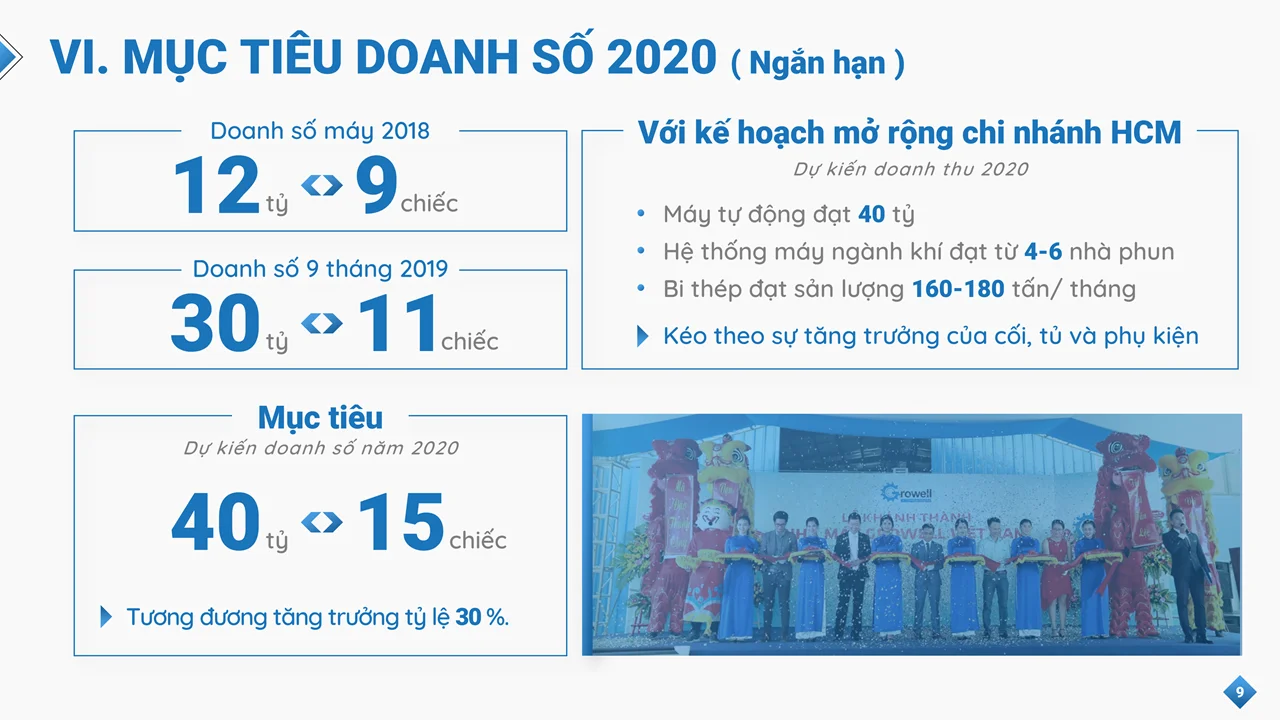 VI. MỤC TIÊU DOANH SỐ 2020 ( Ngắn hạn )
Doanh số máy 2018
12 tỷ <> 9 chiếc
Doanh số 9 tháng 2019
30 tỷ <> 11 chiếc
Mục tiêu
Dự kiến doanh số năm 2020
40 tỷ <> 15 chiếc
Tương đương tăng trưởng tỷ lệ 30 %.
Với kế hoạch mở rộng chi nhánh HCM
Dự kiến doanh thu 2020
• Máy tự động đạt 40 tỷ
• Hệ thống máy ngành khí đạt từ 4-6 nhà phun
• Bi thép đạt sản lượng 160-180 tấn/ tháng
Kéo theo sự tăng trưởng của cối, tủ và phụ kiện
Growell
KHÁNH THÀNH
9